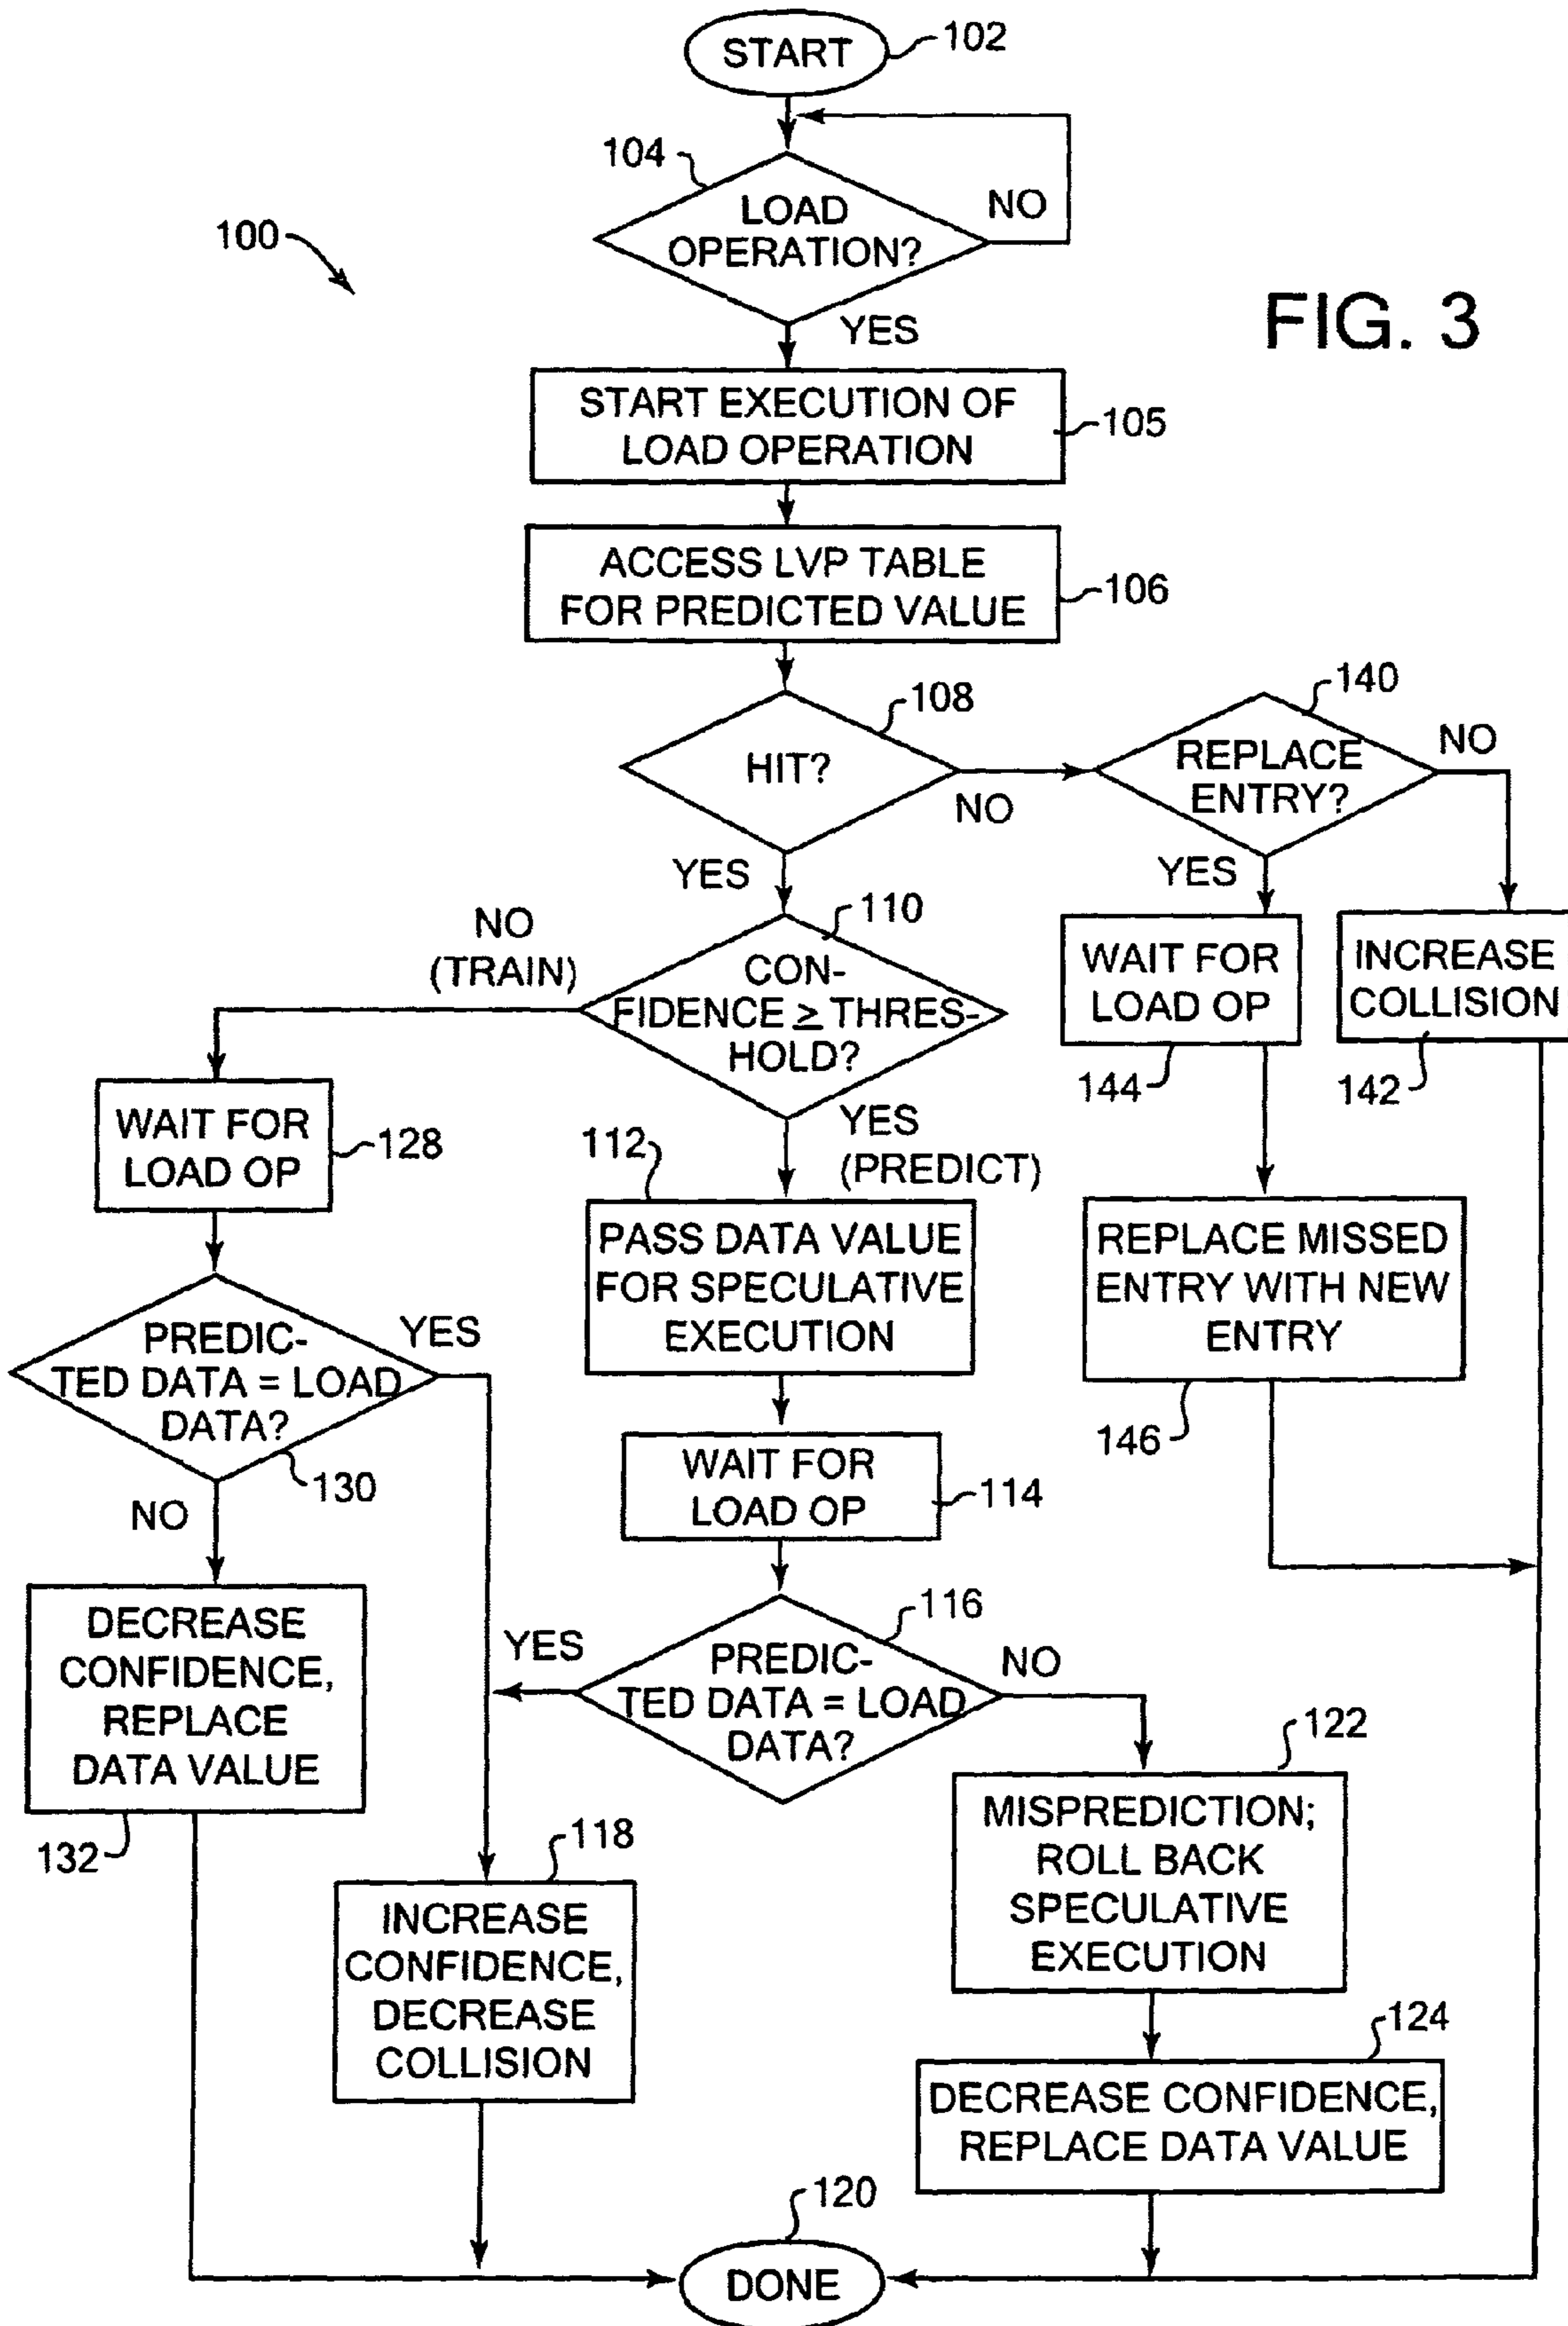 START
102
104
LOAD
OPERATION?
NO
100
FIG. 3
YES
START EXECUTION OF
LOAD OPERATION
105
ACCESS LVP TABLE
FOR PREDICTED VALUE
106
108
HIT?
NO
YES
140
REPLACE
ENTRY?
NO
YES
110
CON-
FIDENCE ≥ THRES-
HOLD?
NO
(TRAIN)
YES
(PREDICT)
WAIT FOR
LOAD OP
144
INCREASE
COLLISION
142
WAIT FOR
LOAD OP
128
112
PASS DATA VALUE
FOR SPECULATIVE
EXECUTION
REPLACE MISSED
ENTRY WITH NEW
ENTRY
146
PREDIC-
TED DATA = LOAD
DATA?
YES
130
NO
WAIT FOR
LOAD OP
114
DECREASE
CONFIDENCE,
REPLACE
DATA VALUE
132
116
PREDIC-
TED DATA = LOAD
DATA?
YES
NO
122
MISPREDICTION;
ROLL BACK
SPECULATIVE
EXECUTION
118
INCREASE
CONFIDENCE,
DECREASE
COLLISION
124
DECREASE CONFIDENCE,
REPLACE DATA VALUE
120
DONE